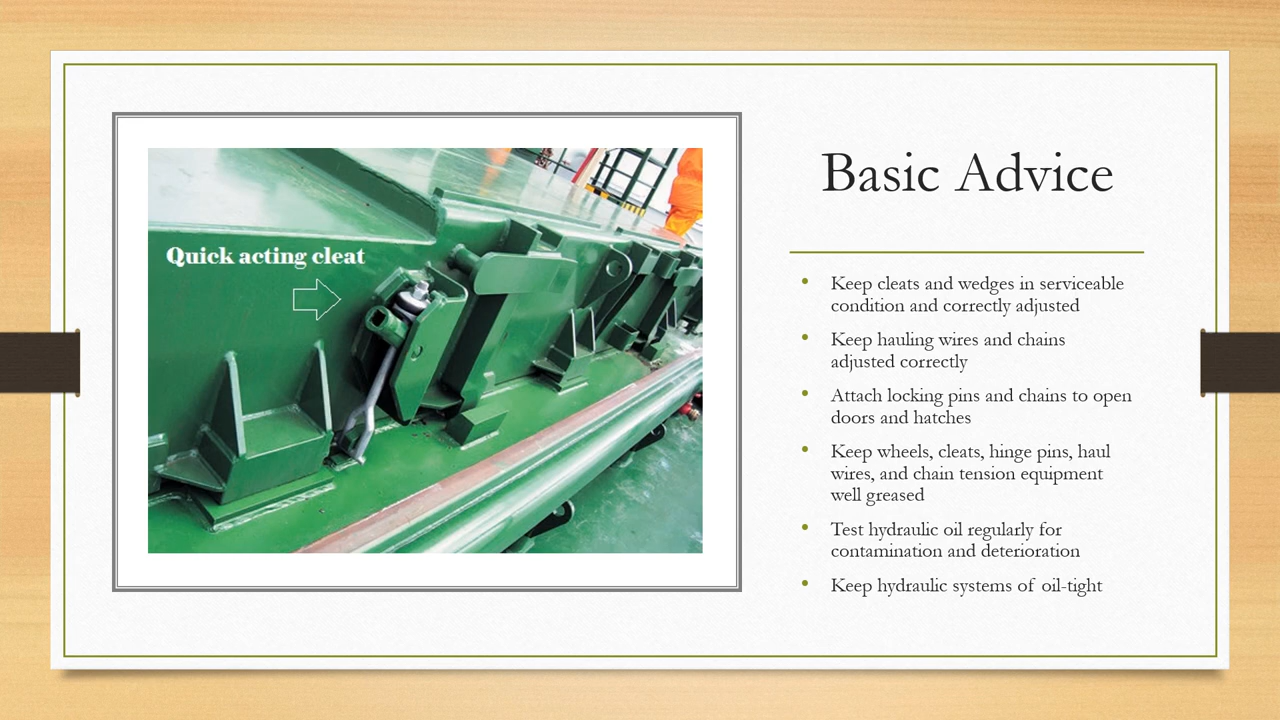 Quick acting cleat
Basic Advice
Keep cleats and wedges in serviceable
condition and correctly adjusted
Keep hauling wires and chains
adjusted correctly
Attach locking pins and chains to open
doors and hatches
Keep wheels, cleats, hinge pins, haul
wires, and chain tension equipment
well greased
Test hydraulic oil regularly for
contamination and deterioration
Keep hydraulic systems of oil-tight